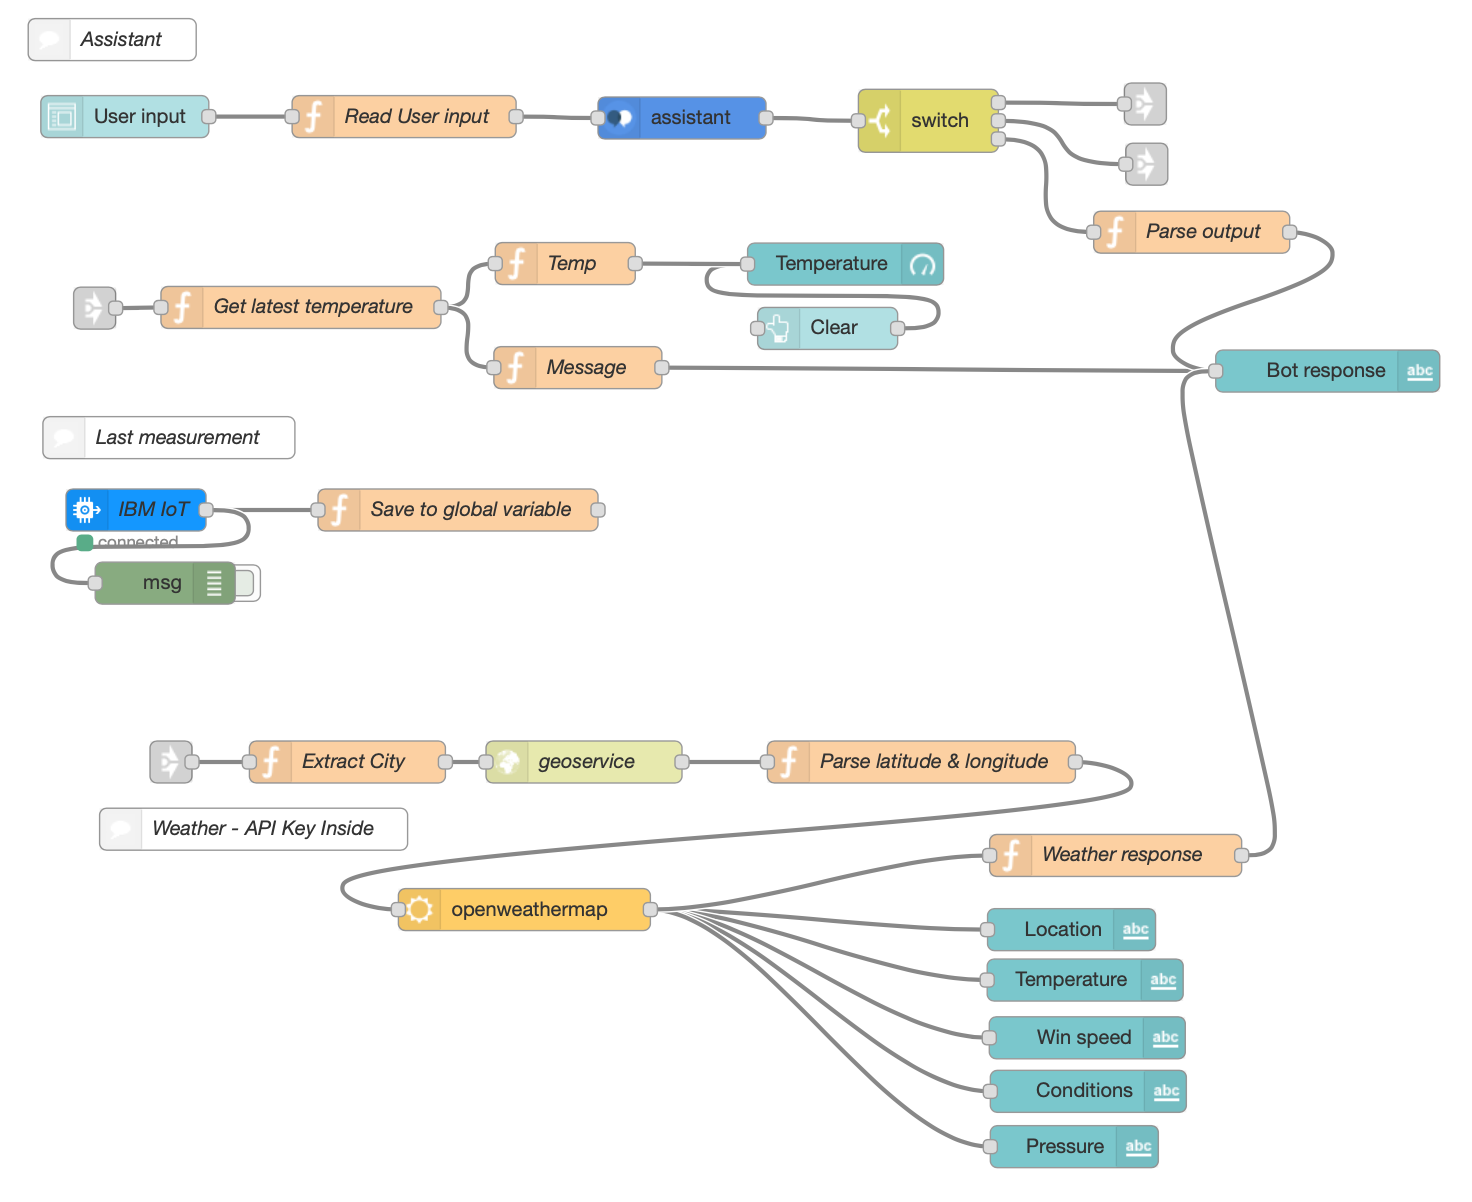 Assistant
User input
Read User input
assistant
switch
Parse output
Temp
Temperature
Get latest temperature
Clear
Message
Bot response
abc
Last measurement
IBM IoT
Save to global variable
connected
msg
Extract City
geoservice
Parse latitude & longitude
Weather - API Key Inside
Weather response
openweathermap
Location
abc
Temperature
abc
Win speed
abc
Conditions
abc
Pressure
abc